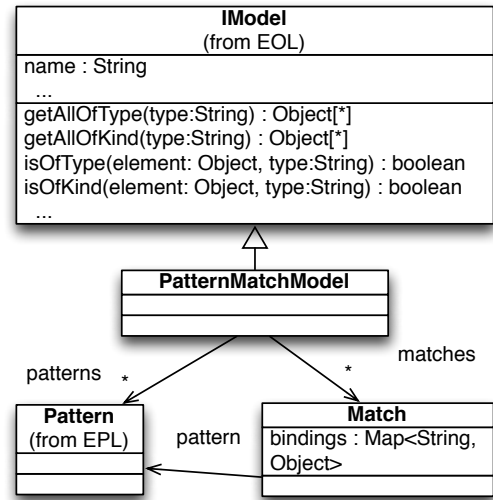 IModel
(from EOL)
name : String
...
getAllOfType(type:String) : Object[*]
getAllOfKind(type:String) : Object[*]
isOfType(element: Object, type:String) : boolean
isOfKind(element: Object, type:String) : boolean
...
PatternMatchModel
patterns
*
*
matches
Pattern
(from EPL)
pattern
Match
bindings : Map<String,
Object>